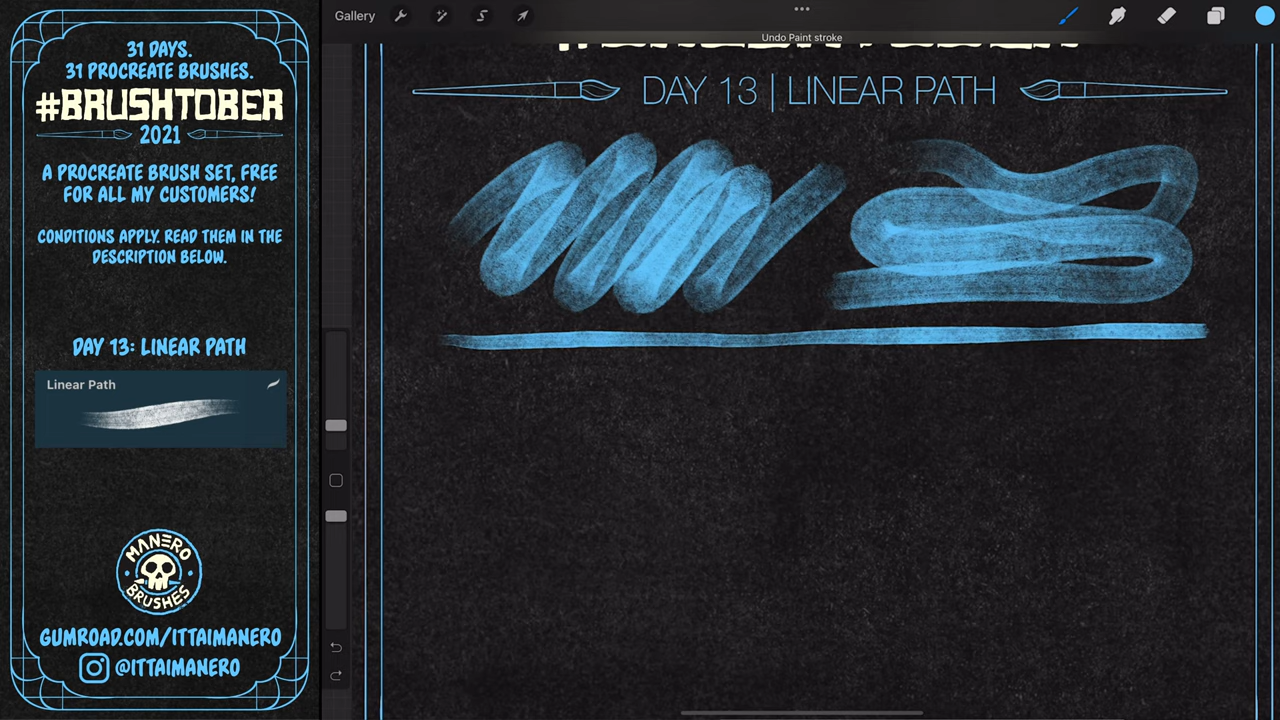 31 DAYS.
31 PROCREATE BRUSHES.
#BRUSHTOBER
2021
A PROCREATE BRUSH SET, FREE
FOR ALL MY CUSTOMERS!
CONDITIONS APPLY. READ THEM IN THE
DESCRIPTION BELOW.
DAY 13: LINEAR PATH
Linear Path
MANERO
BRUSHES
GUMROAD.COM/ITTAIMANERO
@ITTAIMANERO
Gallery
Undo Paint stroke
DAY 13 | LINEAR PATH